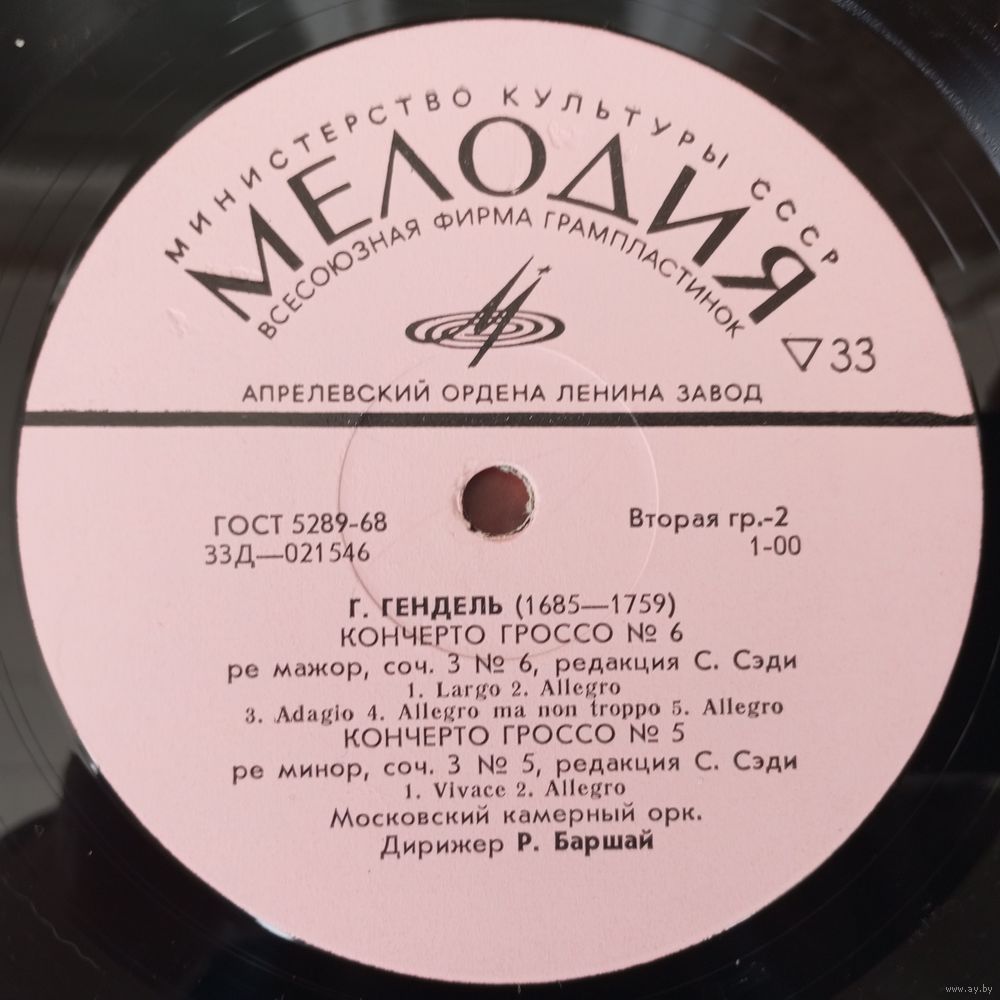 МИНИСТЕРСТВО КУЛЬТУРЫ СССР
МЕЛОДИЯ
ВСЕСОЮЗНАЯ ФИРМА ГРАМПЛАСТИНОК
33
АПРЕЛЕВСКИЙ ОРДЕНА ЛЕНИНА ЗАВОД
ГОСТ 5289-68
33Д—021546
Вторая гр.-2
1-00
Г. ГЕНДЕЛЬ (1685—1759)
КОНЧЕРТО ГРОССО № 6
ре мажор, соч. 3 № 6, редакция С. Сэди
1. Largo 2. Allegro
3. Adagio 4. Allegro ma non troppo 5. Allegro
КОНЧЕРТО ГРОССО № 5
ре минор, соч. 3 № 5, редакция С. Сэди
1. Vivace 2. Allegro
Московский камерный орк.
Дирижер Р. Баршай
www.ay.by